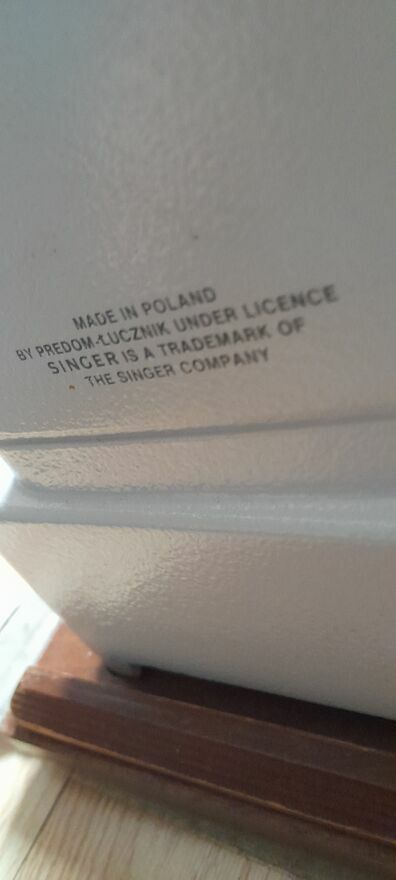 MADE IN POLAND
BY PREDOM-ŁUCZNIK UNDER LICENCE
SINGER IS A TRADEMARK OF
THE SINGER COMPANY